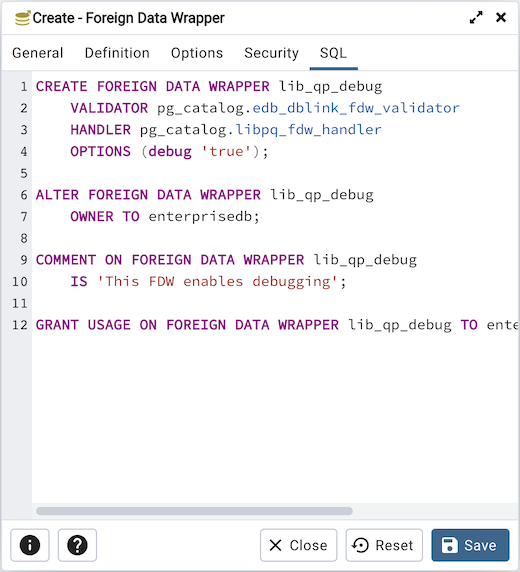 Create - Foreign Data Wrapper
General Definition Options Security SQL
1 CREATE FOREIGN DATA WRAPPER lib_qp_debug
2 VALIDATOR pg_catalog.edb_dblink_fdw_validator
3 HANDLER pg_catalog.libpq_fdw_handler
4 OPTIONS (debug 'true');
5
6 ALTER FOREIGN DATA WRAPPER lib_qp_debug
7 OWNER TO enterprisedb;
8
9 COMMENT ON FOREIGN DATA WRAPPER lib_qp_debug
10 IS 'This FDW enables debugging';
11
12 GRANT USAGE ON FOREIGN DATA WRAPPER lib_qp_debug TO ente
Close Reset Save